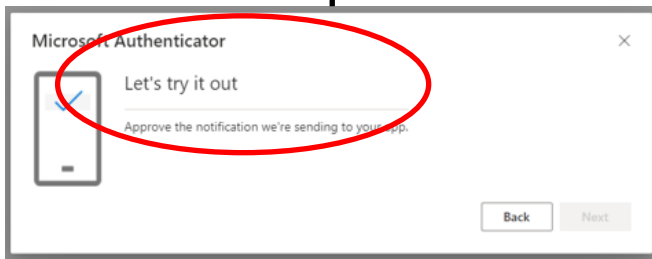 Microsoft Authenticator
Let's try it out
Approve the notification we're sending to your app.
Back Next